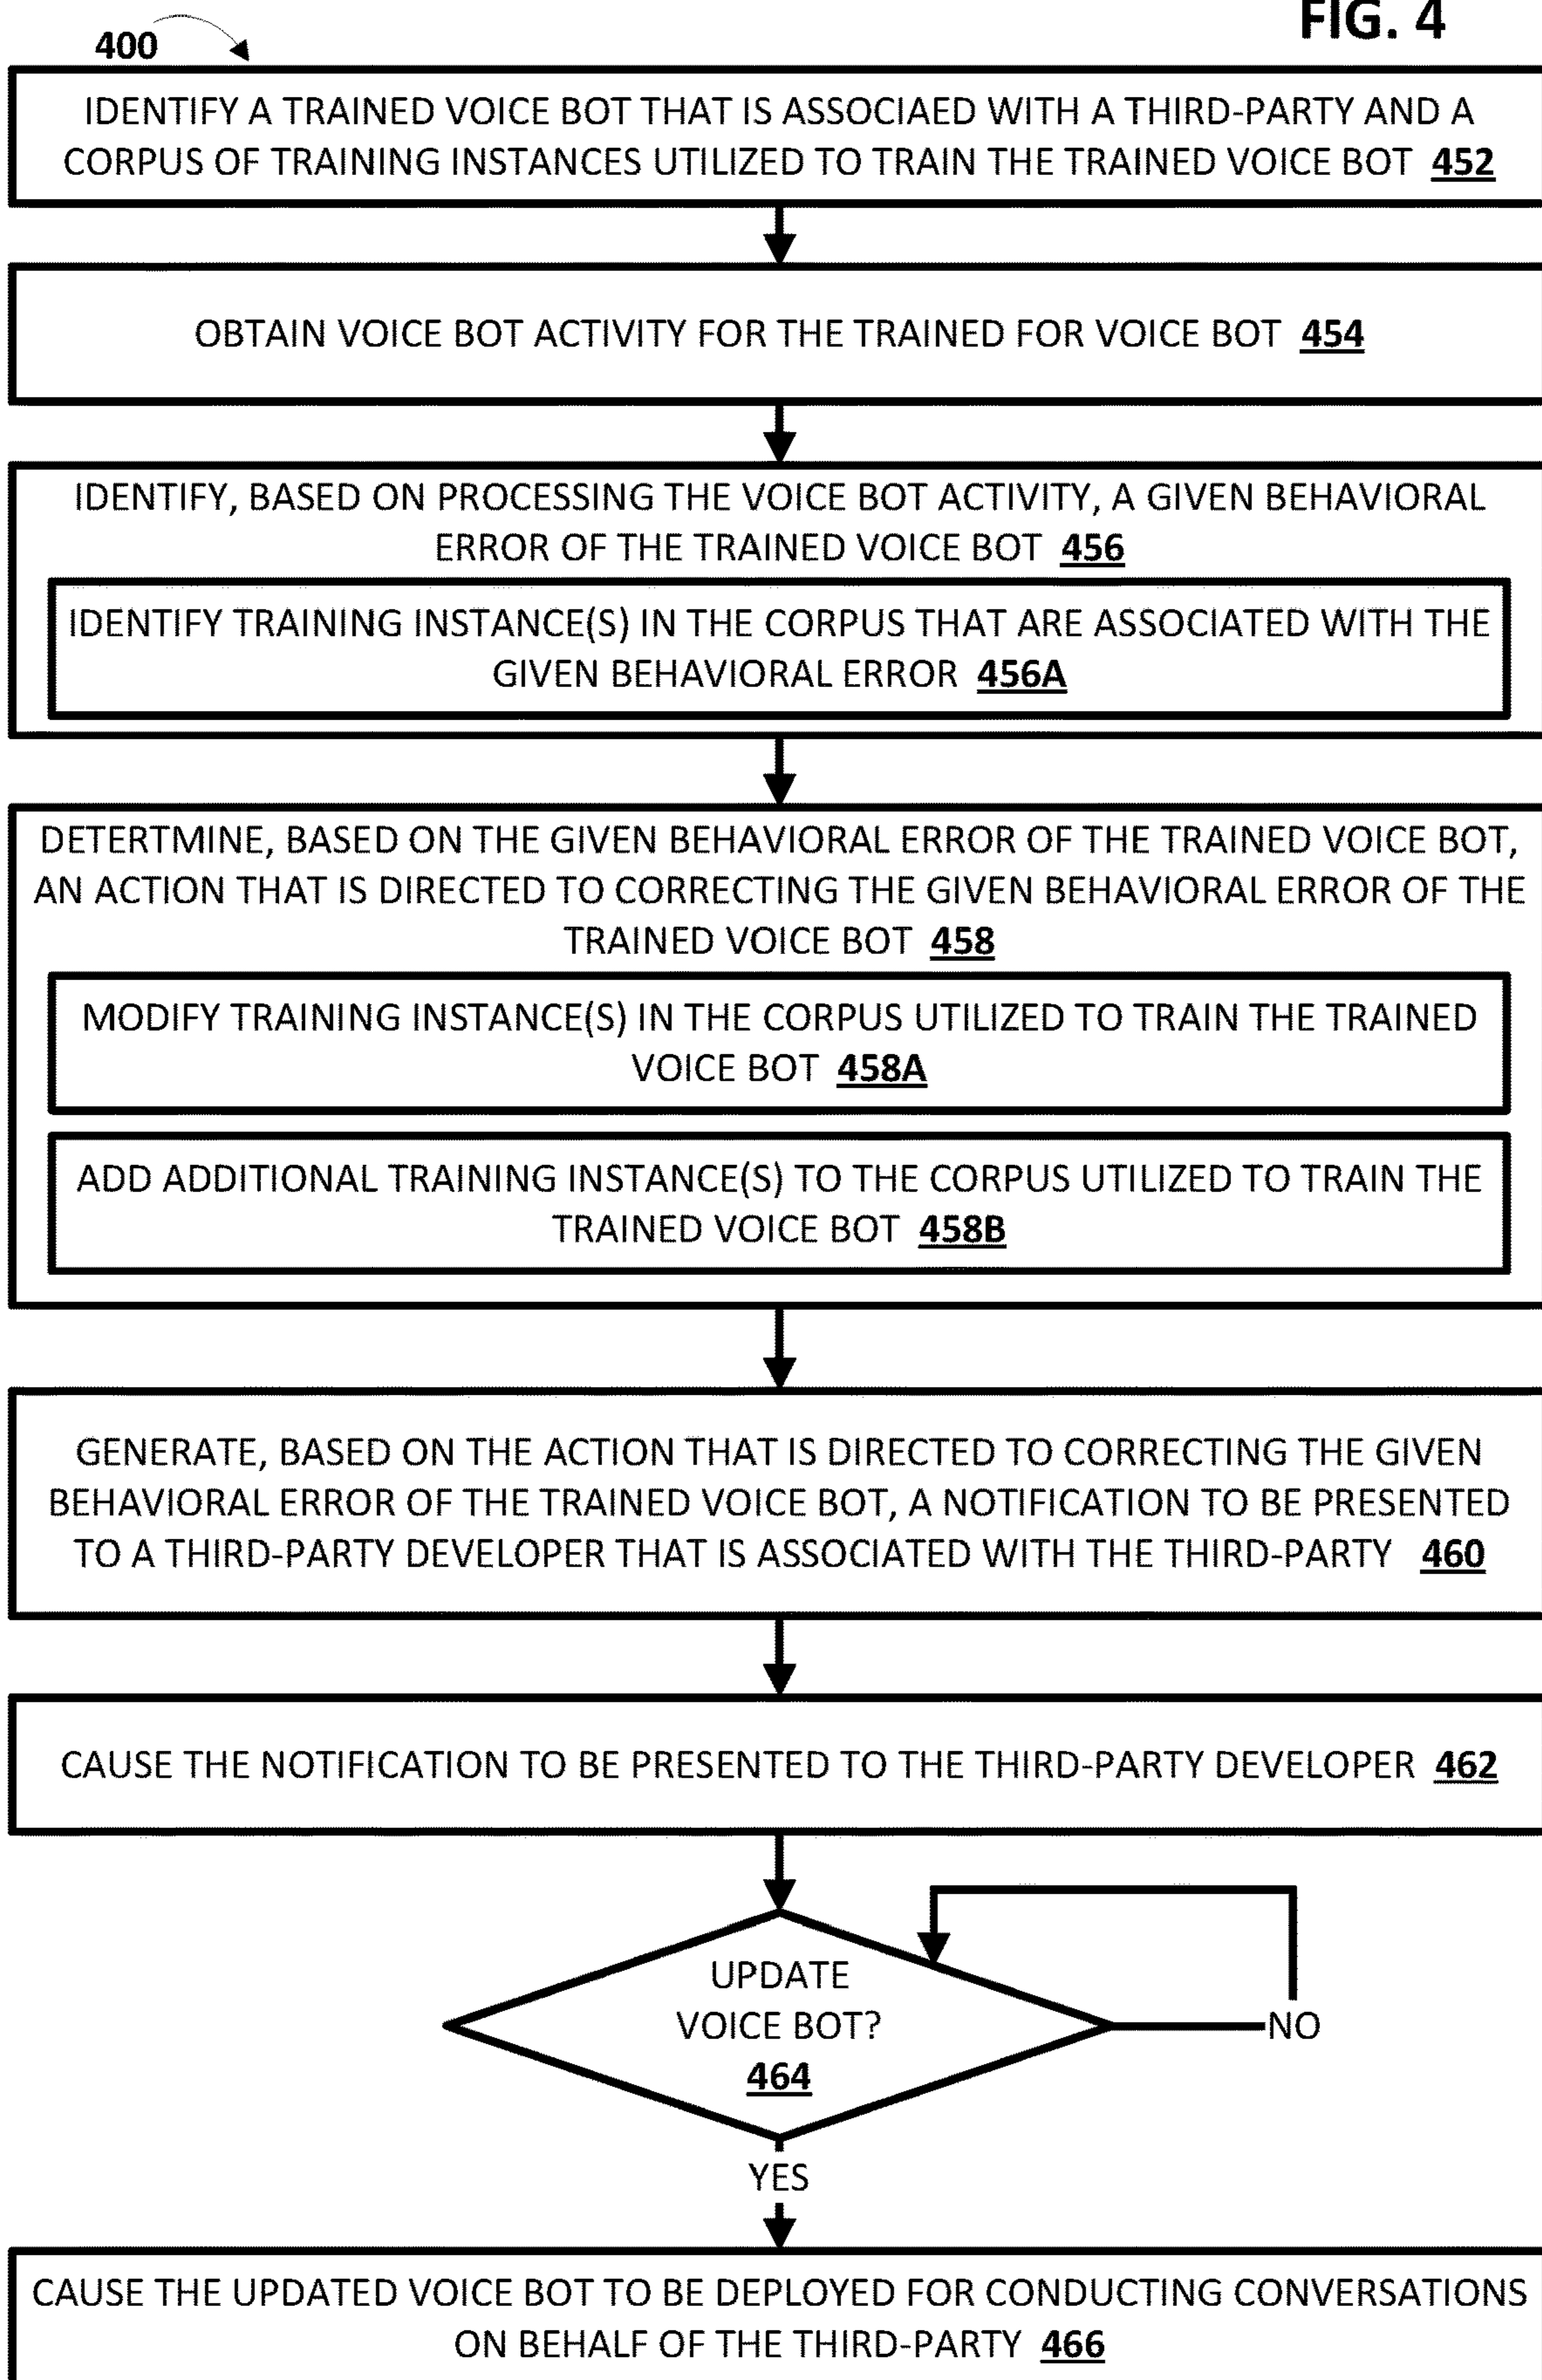 FIG. 4
400
IDENTIFY A TRAINED VOICE BOT THAT IS ASSOCIAED WITH A THIRD-PARTY AND A
CORPUS OF TRAINING INSTANCES UTILIZED TO TRAIN THE TRAINED VOICE BOT 452
OBTAIN VOICE BOT ACTIVITY FOR THE TRAINED FOR VOICE BOT 454
IDENTIFY, BASED ON PROCESSING THE VOICE BOT ACTIVITY, A GIVEN BEHAVIORAL
ERROR OF THE TRAINED VOICE BOT 456
IDENTIFY TRAINING INSTANCE(S) IN THE CORPUS THAT ARE ASSOCIATED WITH THE
GIVEN BEHAVIORAL ERROR 456A
DETERTMINE, BASED ON THE GIVEN BEHAVIORAL ERROR OF THE TRAINED VOICE BOT,
AN ACTION THAT IS DIRECTED TO CORRECTING THE GIVEN BEHAVIORAL ERROR OF THE
TRAINED VOICE BOT 458
MODIFY TRAINING INSTANCE(S) IN THE CORPUS UTILIZED TO TRAIN THE TRAINED
VOICE BOT 458A
ADD ADDITIONAL TRAINING INSTANCE(S) TO THE CORPUS UTILIZED TO TRAIN THE
TRAINED VOICE BOT 458B
GENERATE, BASED ON THE ACTION THAT IS DIRECTED TO CORRECTING THE GIVEN
BEHAVIORAL ERROR OF THE TRAINED VOICE BOT, A NOTIFICATION TO BE PRESENTED
TO A THIRD-PARTY DEVELOPER THAT IS ASSOCIATED WITH THE THIRD-PARTY 460
CAUSE THE NOTIFICATION TO BE PRESENTED TO THE THIRD-PARTY DEVELOPER 462
UPDATE
VOICE BOT?
464
NO
YES
CAUSE THE UPDATED VOICE BOT TO BE DEPLOYED FOR CONDUCTING CONVERSATIONS
ON BEHALF OF THE THIRD-PARTY 466